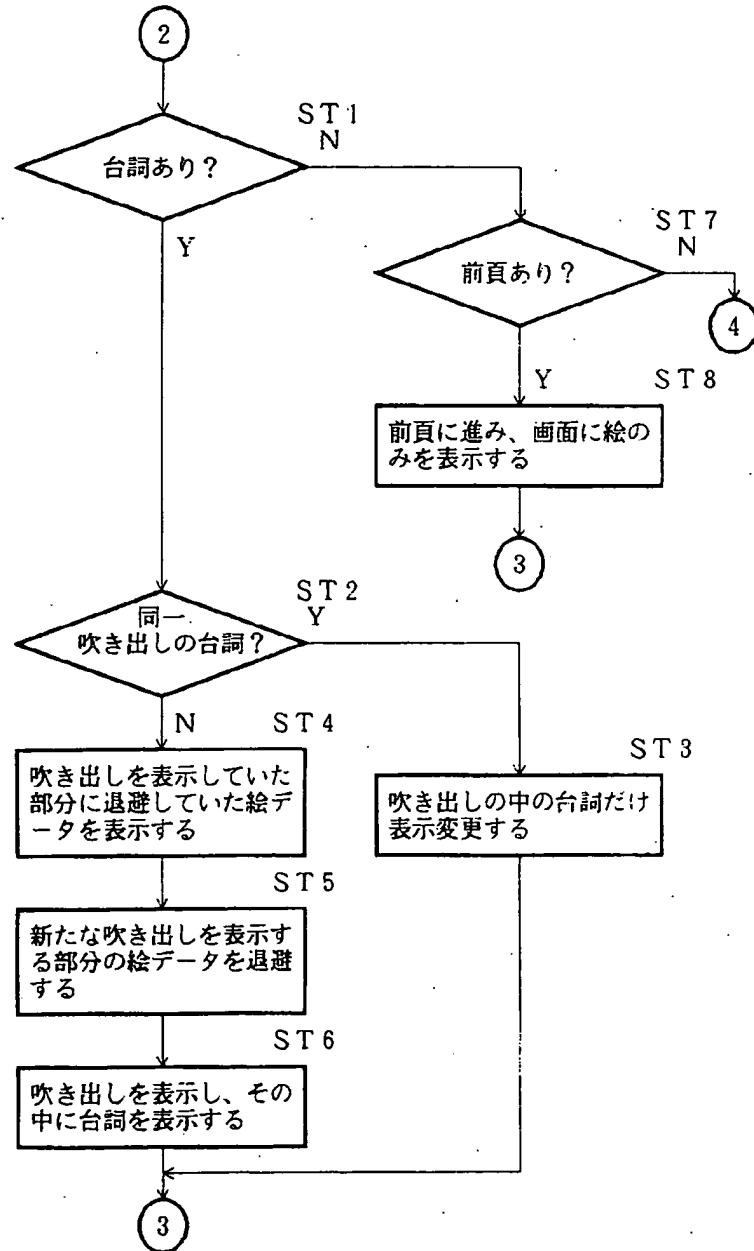 2
ST1
N
台詞あり?
Y
ST7
N
前頁あり?
4
Y
ST8
前頁に進み、画面に絵の
みを表示する
3
ST2
Y
同一
吹き出しの台詞?
N
ST4
吹き出しを表示していた
部分に退避していた絵デ
ータを表示する
ST3
吹き出しの中の台詞だけ
表示変更する
ST5
新たな吹き出しを表示す
る部分の絵データを退避
する
ST6
吹き出しを表示し、その
中に台詞を表示する
3